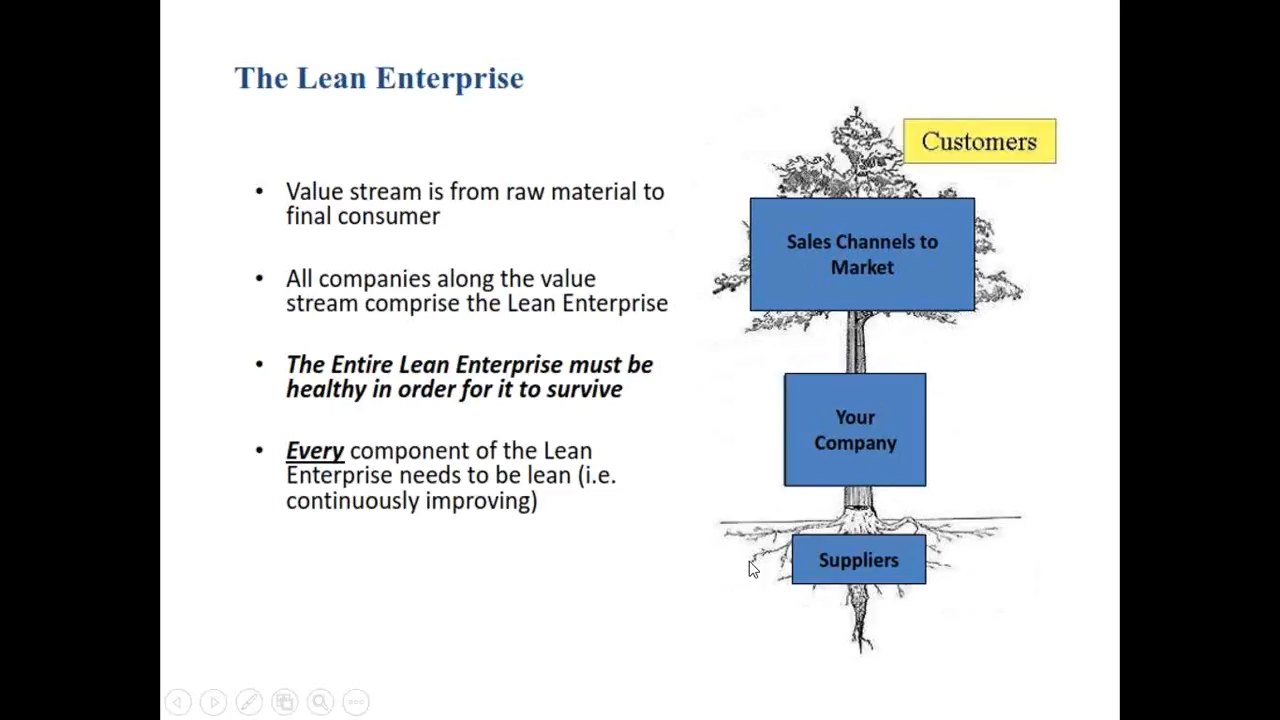 The Lean Enterprise
• Value stream is from raw material to
final consumer
• All companies along the value
stream comprise the Lean Enterprise
• The Entire Lean Enterprise must be
healthy in order for it to survive
• Every component of the Lean
Enterprise needs to be lean (i.e.
continuously improving)
Customers
Sales Channels to
Market
Your
Company
Suppliers